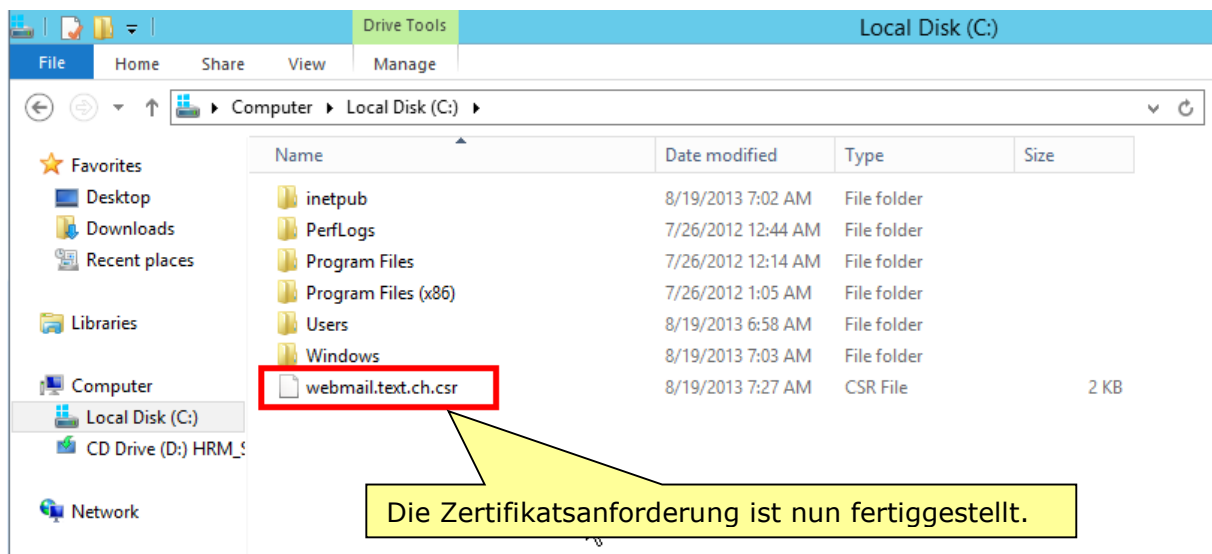 Drive Tools
Local Disk (C:)
File Home Share View Manage
Computer Local Disk (C:)
Name Date modified Type Size
Favorites
Desktop
Downloads
Recent places
Libraries
Computer
Local Disk (C:)
CD Drive (D:) HRM_S
Network
inetpub 8/19/2013 7:02 AM File folder
PerfLogs 7/26/2012 12:44 AM File folder
Program Files 7/26/2012 12:14 AM File folder
Program Files (x86) 7/26/2012 1:05 AM File folder
Users 8/19/2013 6:58 AM File folder
Windows 8/19/2013 7:03 AM File folder
webmail.text.ch.csr 8/19/2013 7:27 AM CSR File 2 KB
Die Zertifikatsanforderung ist nun fertiggestellt.